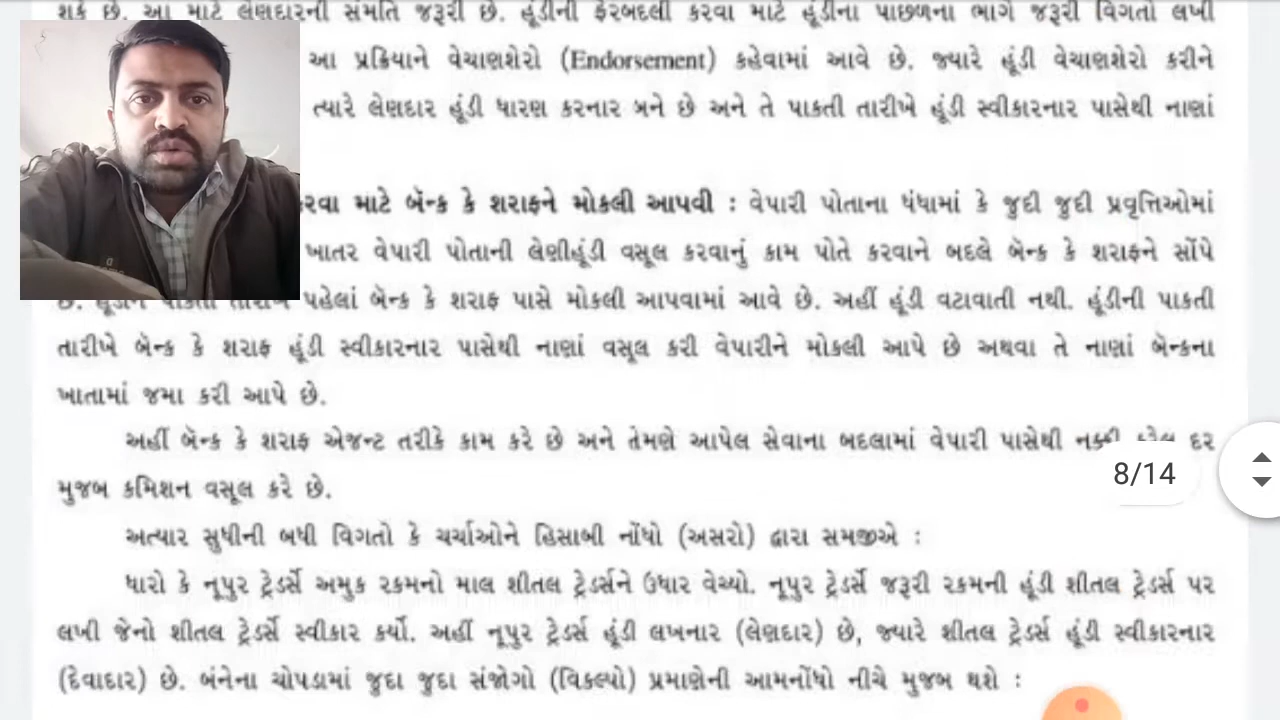 શકે છે. આ માટે લેણદારની સંમતિ જરૂરી છે. હૂંડીની ફેરબદલી કરવા માટે હૂંડીના પાછળના ભાગે જરૂરી વિગતો લખી
આ પ્રક્રિયાને વેચાણશેરો (Endorsement) કહેવામાં આવે છે. જ્યારે હૂંડી વેચાણશેરો કરીને
ત્યારે લેણદાર હૂંડી ધારણ કરનાર બને છે અને તે પાકતી તારીખે હૂંડી સ્વીકારનાર પાસેથી નાણાં
કરવા માટે બૅન્ક કે શરાફને મોકલી આપવી : વેપારી પોતાના ધંધામાં કે જુદી જુદી પ્રવૃત્તિઓમાં
ખાતર વેપારી પોતાની લેણીહૂંડી વસૂલ કરવાનું કામ પોતે કરવાને બદલે બૅન્ક કે શરાફને સોંપે
છે. હૂંડીને પાકતી તારીખ પહેલાં બૅન્ક કે શરાફ પાસે મોકલી આપવામાં આવે છે. અહીં હૂંડી વટાવાતી નથી. હૂંડીની પાકતી
તારીખે બૅન્ક કે શરાફ હૂંડી સ્વીકારનાર પાસેથી નાણાં વસૂલ કરી વેપારીને મોકલી આપે છે અથવા તે નાણાં બૅન્કના
ખાતામાં જમા કરી આપે છે.
અહીં બૅન્ક કે શરાફ એજન્ટ તરીકે કામ કરે છે અને તેમણે આપેલ સેવાના બદલામાં વેપારી પાસેથી નક્કી કરેલ દર
8/14
મુજબ કમિશન વસૂલ કરે છે.
અત્યાર સુધીની બધી વિગતો કે ચર્ચાઓને હિસાબી નોંધો (અસરો) દ્વારા સમજીએ :
ધારો કે નૂપુર ટ્રેડર્સે અમુક રકમનો માલ શીતલ ટ્રેડર્સને ઉધાર વેચ્યો. નૂપુર ટ્રેડર્સે જરૂરી રકમની હૂંડી શીતલ ટ્રેડર્સ પર
લખી જેનો શીતલ ટ્રેડર્સે સ્વીકાર કર્યો. અહીં નૂપુર ટ્રેડર્સ હૂંડી લખનાર (લેણદાર) છે, જ્યારે શીતલ ટ્રેડર્સ હૂંડી સ્વીકારનાર
(દેવાદાર) છે. બંનેના ચોપડામાં જુદા જુદા સંજોગો (વિકલ્પો) પ્રમાણેની આમનોંધો નીચે મુજબ થશે :